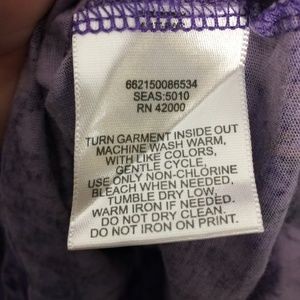 662150086534
SEAS:5010
RN 42000
TURN GARMENT INSIDE OUT
MACHINE WASH WARM,
WITH LIKE COLORS,
GENTLE CYCLE,
USE ONLY NON-CHLORINE
BLEACH WHEN NEEDED,
TUMBLE DRY LOW,
WARM IRON IF NEEDED.
DO NOT DRY CLEAN.
DO NOT IRON ON PRINT.